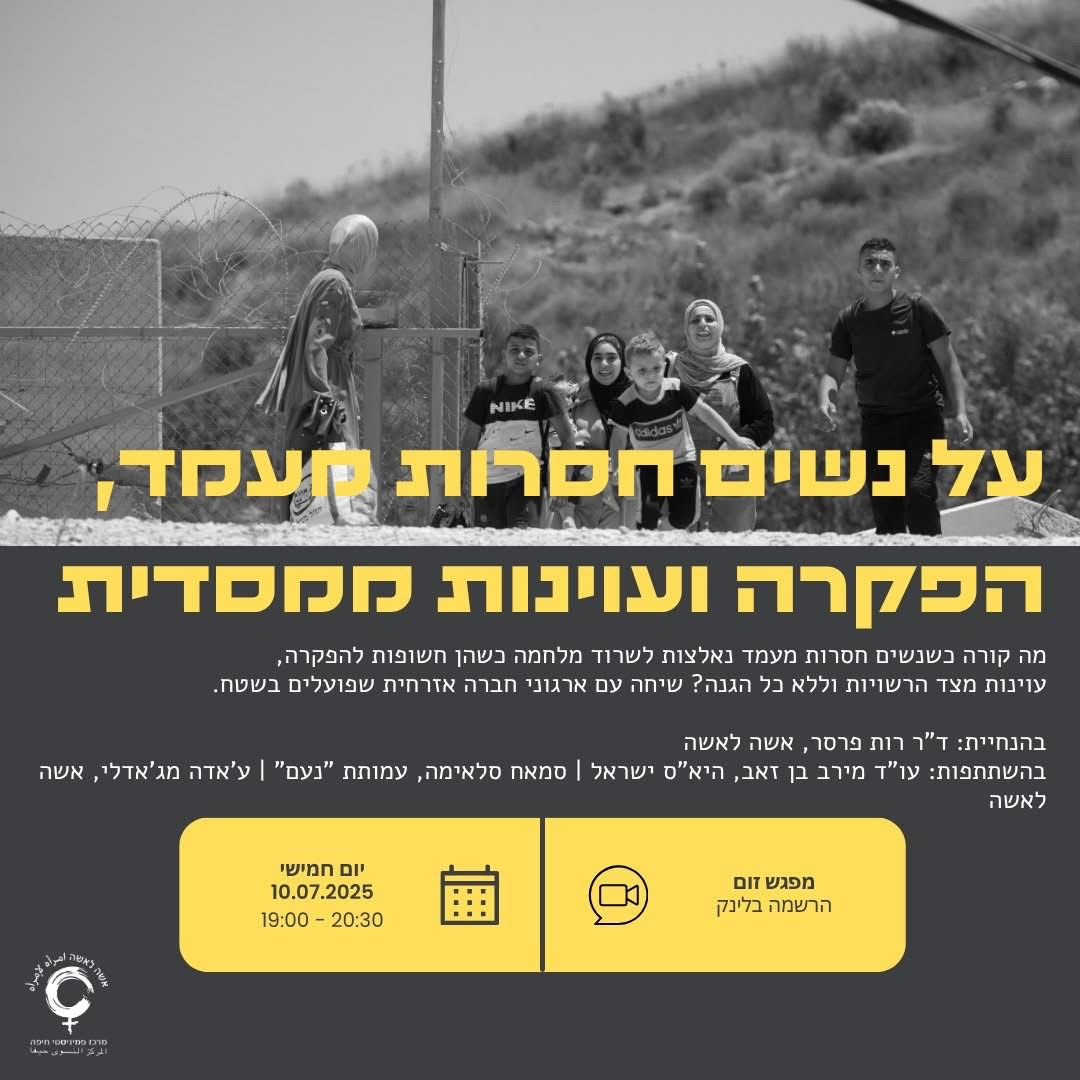 NIKE
adidas
על נשים חסרות מעמד,
הפקרה ועוינות ממסדית
מה קורה כשנשים חסרות מעמד נאלצות לשרוד מלחמה כשהן חשופות להפקרה,
עוינות מצד הרשויות וללא כל הגנה? שיחה עם ארגוני חברה אזרחית שפועלים בשטח.
בהנחיית: ד"ר רות פרסר, אשה לאשה
בהשתתפות: עו"ד מירב בן זאב, היא"ס ישראל | סמאח סלאימה, עמותת "נעם" | ע'אדה מג'אדלי, אשה
לאשה
מפגש זום
הרשמה בלינק
יום חמישי
10.07.2025
19:00 - 20:30
אשה לאשה امرأة لإمرأة
מרכז פמיניסטי חיפה
المركز النسوي حيفا